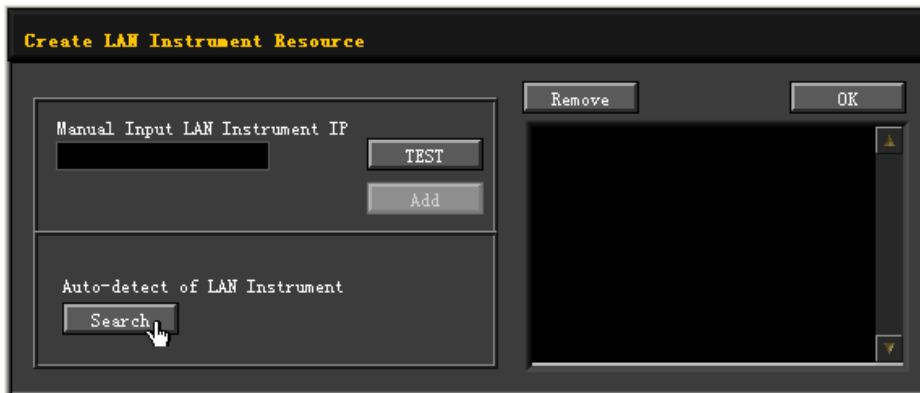 Create LAN Instrument Resource
Remove
OK
Manual Input LAN Instrument IP
TEST
Add
Auto-detect of LAN Instrument
Search